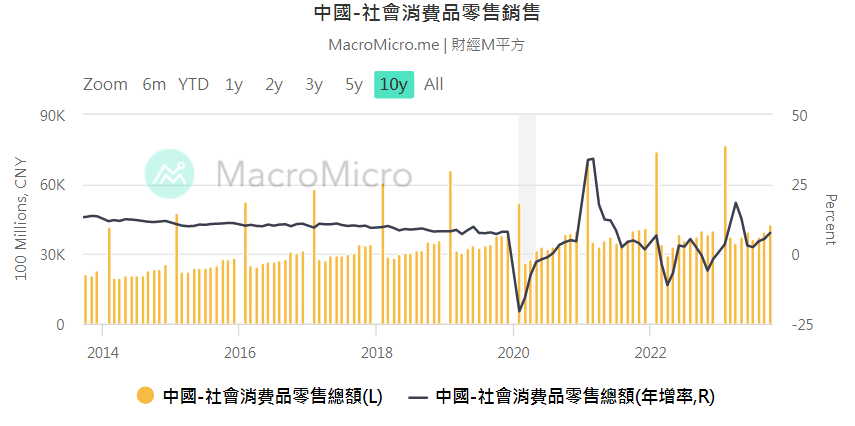 中國-社會消費品零售銷售
MacroMicro.me | 財經M平方
Zoom 6m YTD 1y 2y 3y 5y 10y All
90K 50
60K 25
30K 0
0 -25
100 Millions, CNY
Percent
MacroMicro
2014 2016 2018 2020 2022
中國-社會消費品零售總額(L) 中國-社會消費品零售總額(年增率,R)